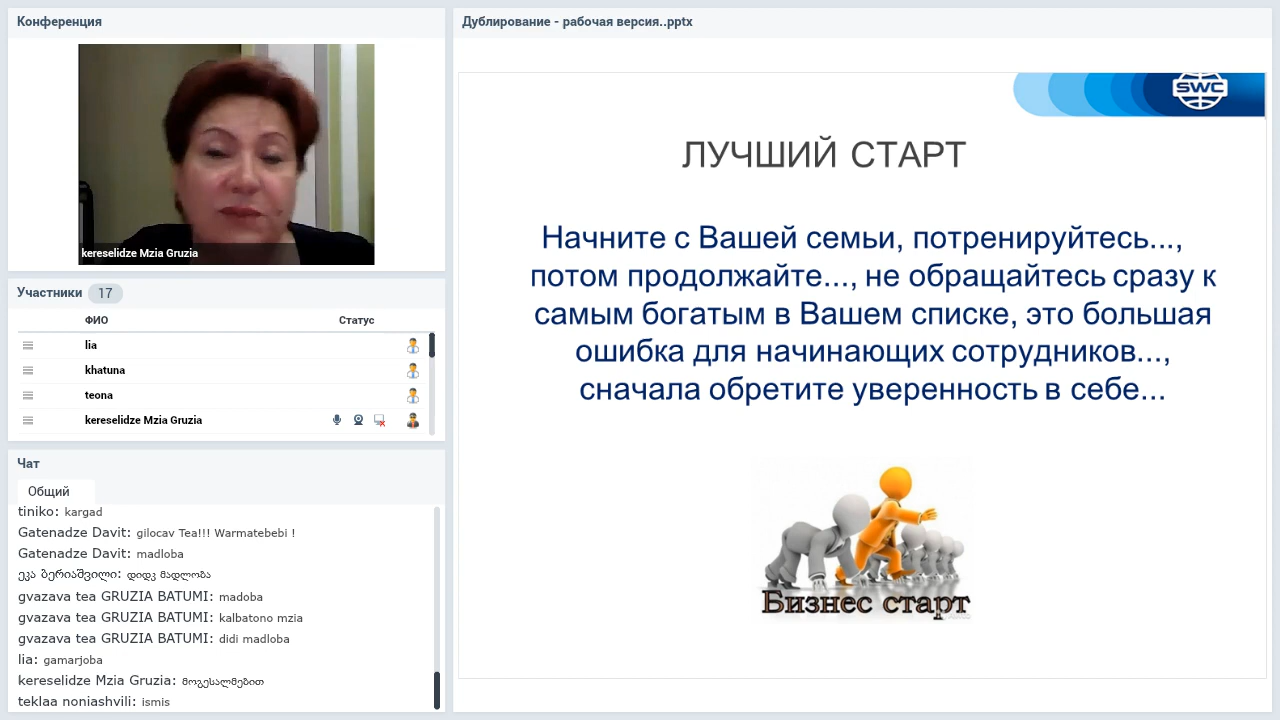 Конференция
kereselidze Mzia Gruzia
Участники 17
ФИО Статус
lia
khatuna
teona
kereselidze Mzia Gruzia
Чат
Общий
tiniko: kargad
Gatenadze Davit: gilocav Tea!!! Warmatebebi !
Gatenadze Davit: madloba
ეკა ბერიაშვილი: დიდკ მადლობა
gvazava tea GRUZIA BATUMI: madoba
gvazava tea GRUZIA BATUMI: kalbatono mzia
gvazava tea GRUZIA BATUMI: didi madloba
lia: gamarjoba
kereselidze Mzia Gruzia: მოგესალმებით
teklaa noniashvili: ismis
Дублирование - рабочая версия..pptx
SWC
ЛУЧШИЙ СТАРТ
Начните с Вашей семьи, потренируйтесь...,
потом продолжайте..., не обращайтесь сразу к
самым богатым в Вашем списке, это большая
ошибка для начинающих сотрудников...,
сначала обретите уверенность в себе...
Бизнес старт